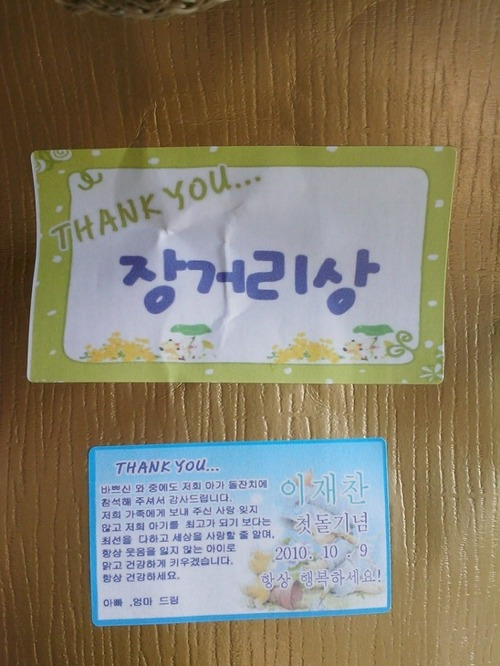 THANK YOU...
장거리상
THANK YOU...
바쁘신 와 중에도 저희 아가 돌잔치에
참석해 주셔서 감사드립니다.
저희 가족에게 보내 주신 사랑 잊지
않고 저희 아기를 최고가 되기 보다는
최선을 다하고 세상을 사랑할 줄 알며,
항상 웃음을 잃지 않는 아이로
맑고 건강하게 키우겠습니다.
항상 건강하세요.
아빠 ,엄마 드림
이재찬
첫돌기념
2010. 10 . 9
항상 행복하세요!